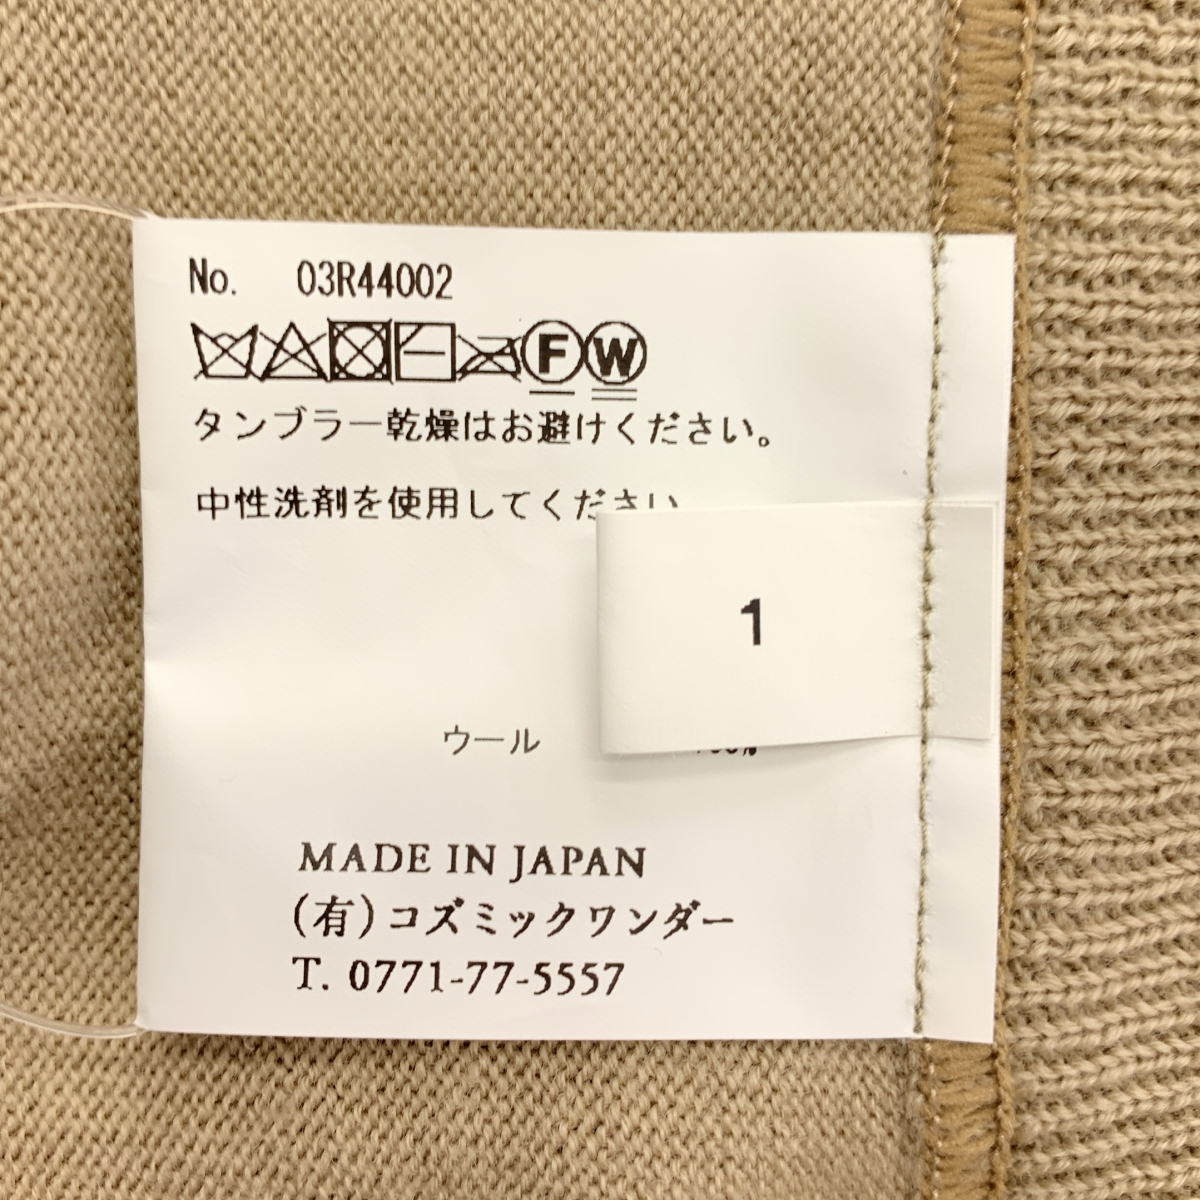 No. 03R44002
F W
タンブラー乾燥はお避けください。
中性洗剤を使用してください
1
ウール
MADE IN JAPAN
(有)コズミックワンダー
T. 0771-77-5557